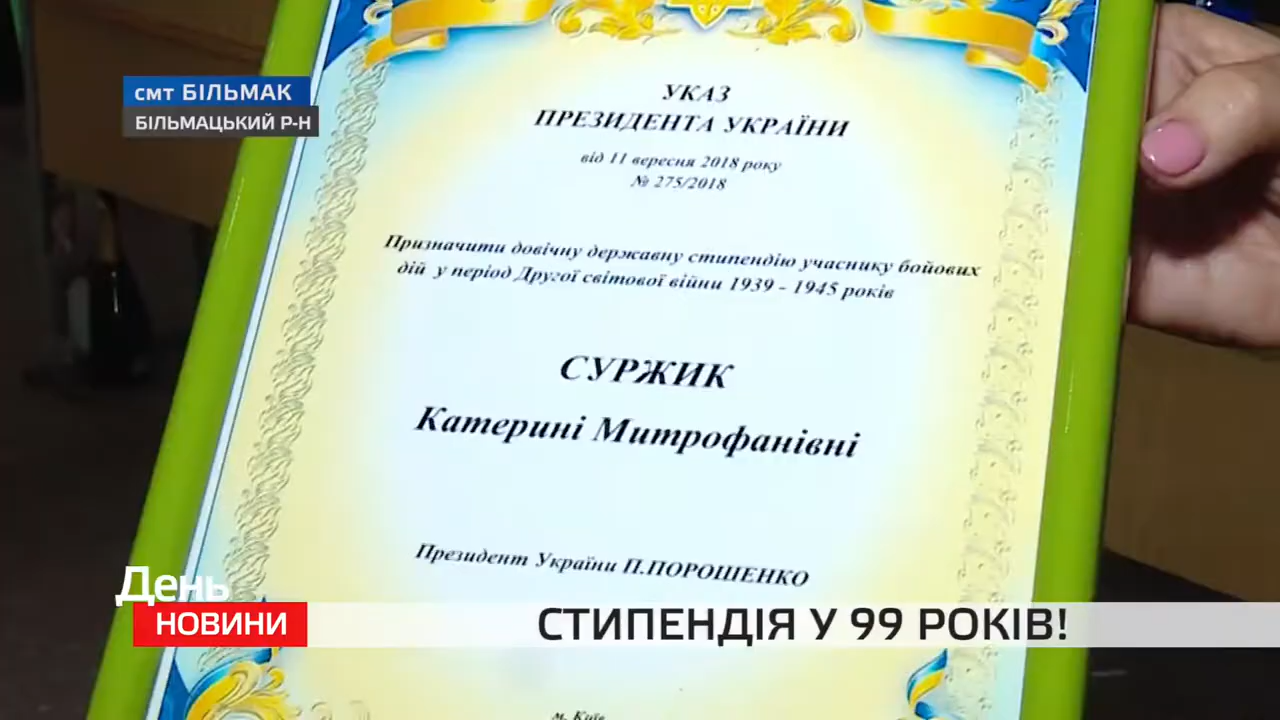 смт БІЛЬМАК
БІЛЬМАЦЬКИЙ Р-Н
УКАЗ
ПРЕЗИДЕНТА УКРАЇНИ
від 11 вересня 2018 року
№ 275/2018
Призначити довічну державну стипендію учаснику бойових
дій у період Другої світової війни 1939 - 1945 років
СУРЖИК
Катерині Митрофанівні
Президент України П.ПОРОШЕНКО
День
НОВИНИ
СТИПЕНДІЯ У 99 РОКІВ!
м. Київ